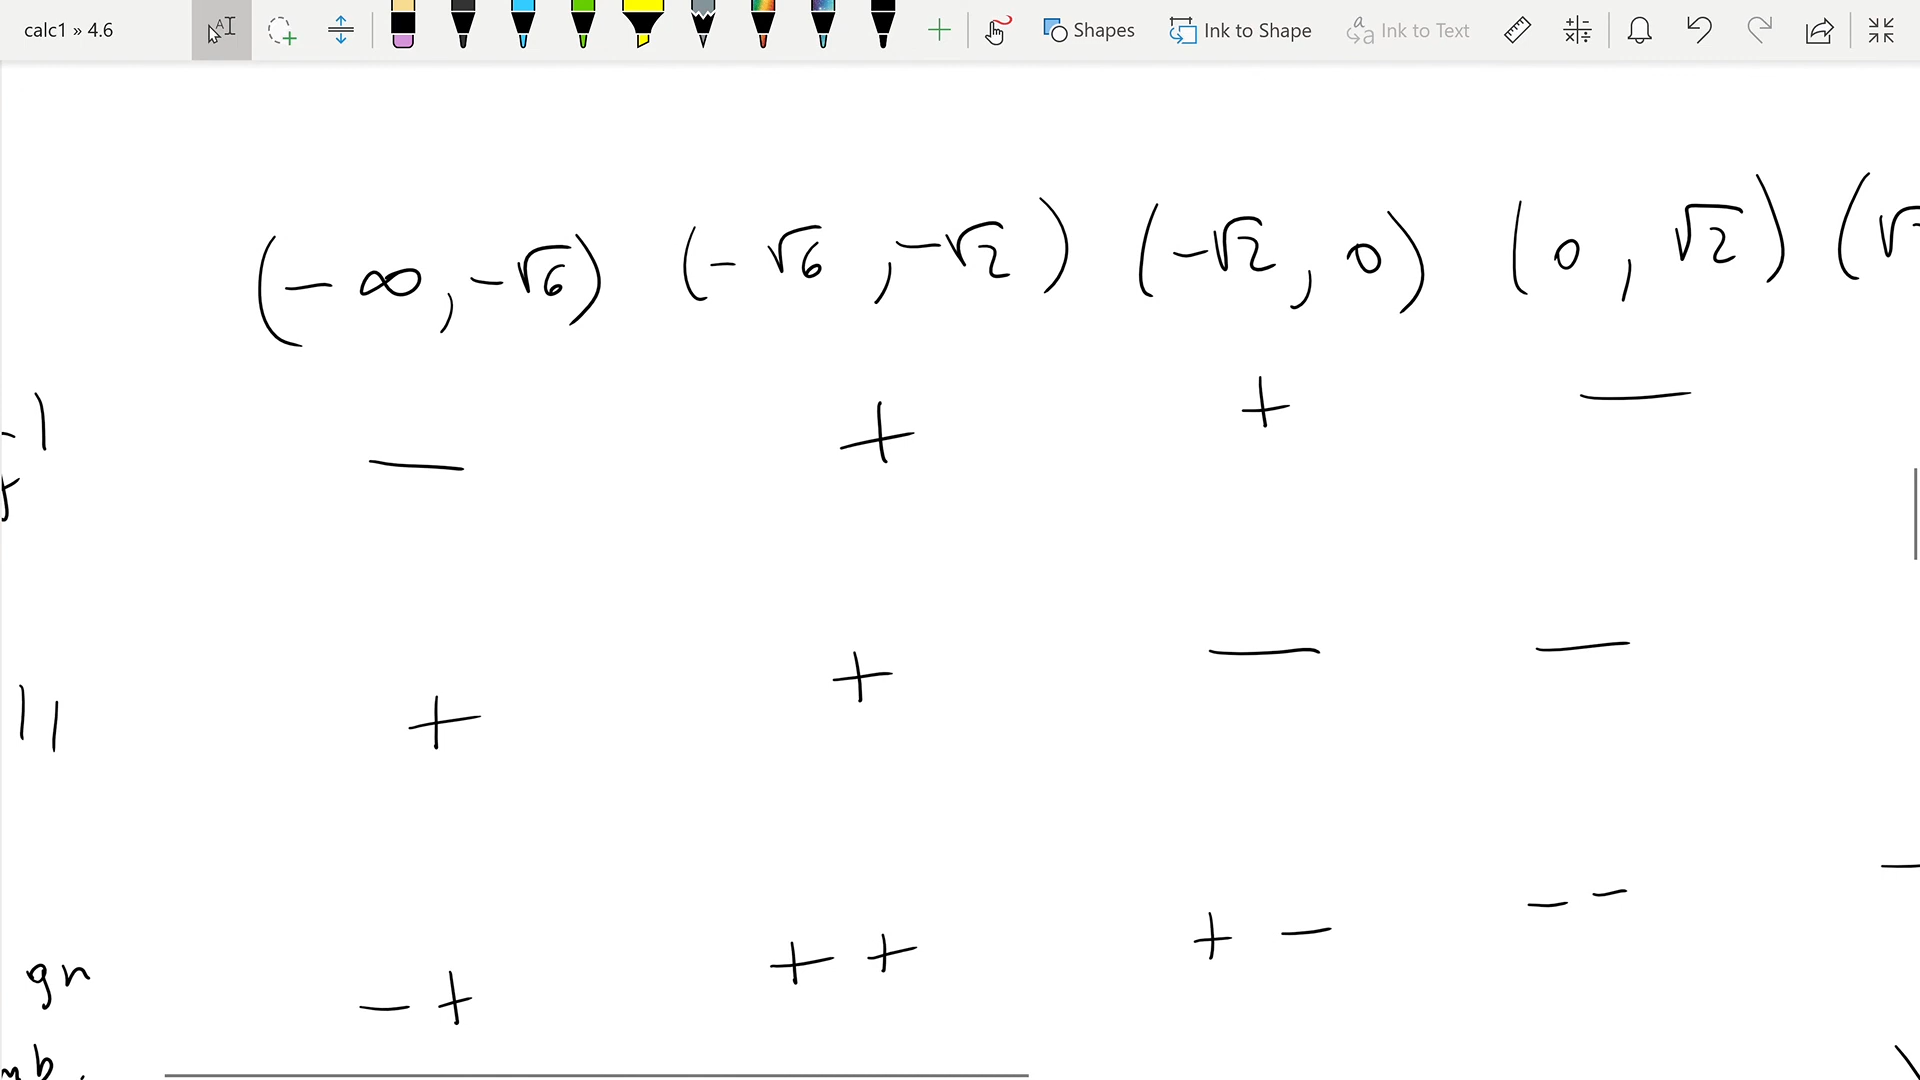 calc1 » 4.6 Shapes Ink to Shape Ink to Text
(-∞, -√6) (-√6, -√2) (-√2, 0) (0, √2) (√
- + + -
+ + - -
gn - + + + + - - -